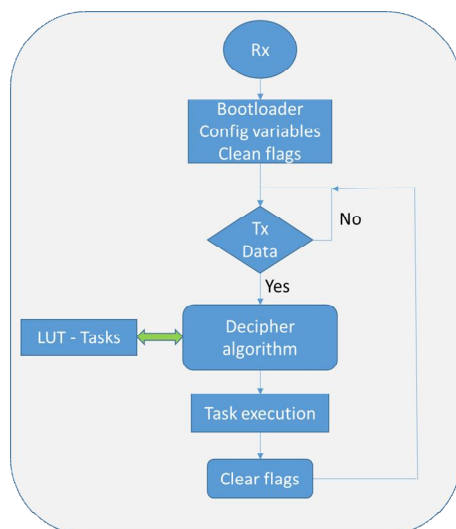 Rx
Bootloader
Config variables
Clean flags
Tx
Data
No
Yes
LUT - Tasks
Decipher
algorithm
Task execution
Clear flags